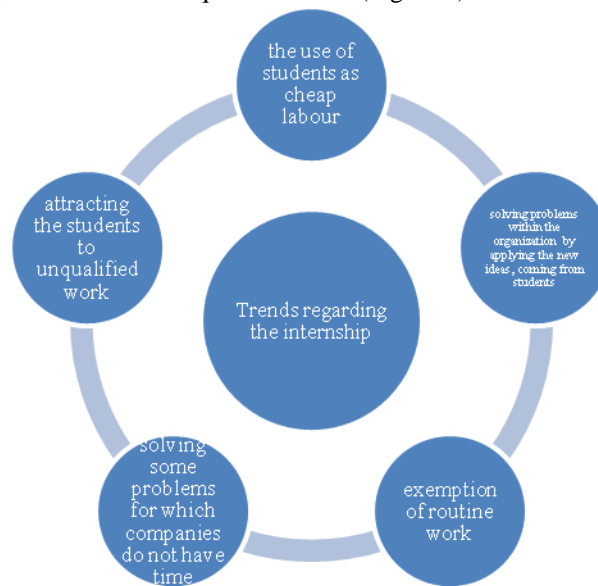 the use of
students as
cheap
labour
solving problems
within the
organization by
applying the new
ideas, coming from
students
exemption
of routine
work
solving
some
problems
for which
companies
do not have
time
attracting
the students
to
unqualified
work
Trends regarding
the internship